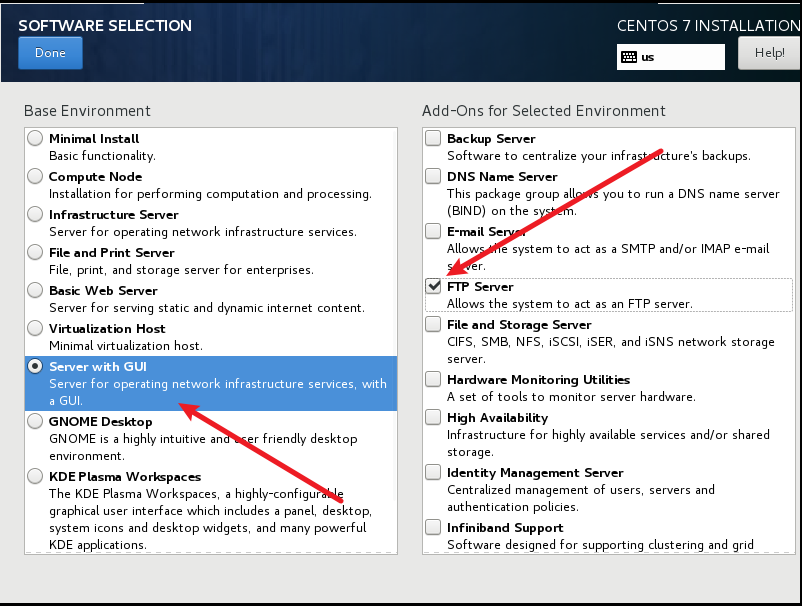 SOFTWARE SELECTION
CENTOS 7 INSTALLATION
Done
us
Help!
Base Environment
Minimal Install
Basic functionality.
Compute Node
Installation for performing computation and processing.
Infrastructure Server
Server for operating network infrastructure services.
File and Print Server
File, print, and storage server for enterprises.
Basic Web Server
Server for serving static and dynamic internet content.
Virtualization Host
Minimal virtualization host.
Server with GUI
Server for operating network infrastructure services, with
a GUI.
GNOME Desktop
GNOME is a highly intuitive and user friendly desktop
environment.
KDE Plasma Workspaces
The KDE Plasma Workspaces, a highly-configurable
graphical user interface which includes a panel, desktop,
system icons and desktop widgets, and many powerful
KDE applications.
Add-Ons for Selected Environment
Backup Server
Software to centralize your infrastructure's backups.
DNS Name Server
This package group allows you to run a DNS name server
(BIND) on the system.
E-mail Server
Allows the system to act as a SMTP and/or IMAP e-mail
server.
FTP Server
Allows the system to act as an FTP server.
File and Storage Server
CIFS, SMB, NFS, iSCSI, iSER, and iSNS network storage
server.
Hardware Monitoring Utilities
A set of tools to monitor server hardware.
High Availability
Infrastructure for highly available services and/or shared
storage.
Identity Management Server
Centralized management of users, servers and
authentication policies.
Infiniband Support
Software designed for supporting clustering and grid